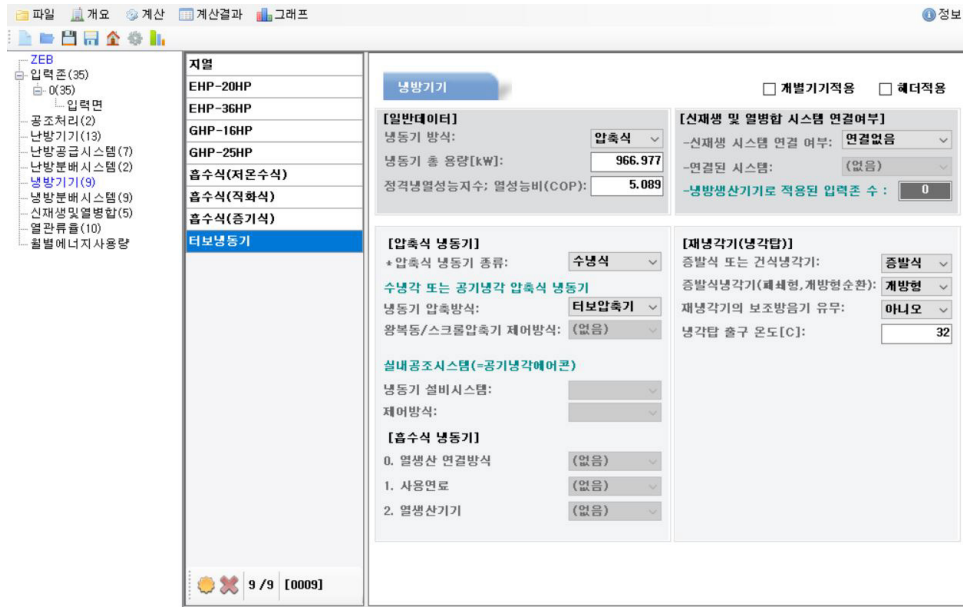 파일 개요 계산 계산결과 그래프 정보
ZEB
입력존(35)
0(35)
입력면
공조처리(2)
난방기기(13)
난방공급시스템(7)
난방분배시스템(2)
냉방기기(9)
냉방분배시스템(9)
신재생및열병합(5)
열관류율(10)
월별에너지사용량
지열
EHP-20HP
EHP-36HP
GHP-16HP
GHP-25HP
흡수식(저온수식)
흡수식(직화식)
흡수식(증기식)
터보냉동기
9 /9 [0009]
냉방기기
개별기기적용 헤더적용
[일반데이터]
냉동기 방식: 압축식
냉동기 총 용량[kW]: 966.977
정격냉열성능지수; 열성능비(COP): 5.089
[신재생 및 열병합 시스템 연결여부]
-신재생 시스템 연결 여부: 연결없음
-연결된 시스템: (없음)
-냉방생산기기로 적용된 입력존 수 : 0
[압축식 냉동기]
*압축식 냉동기 종류: 수냉식
수냉각 또는 공기냉각 압축식 냉동기
냉동기 압축방식: 터보압축기
왕복동/스크롤압축기 제어방식: (없음)
실내공조시스템(=공기냉각에어콘)
냉동기 설비시스템:
제어방식:
[흡수식 냉동기]
0. 열생산 연결방식 (없음)
1. 사용연료 (없음)
2. 열생산기기 (없음)
[재냉각기(냉각탑)]
증발식 또는 건식냉각기: 증발식
증발식냉각기(폐쇄형,개방형순환): 개방형
재냉각기의 보조방음기 유무: 아니오
냉각탑 출구 온도[C]: 32